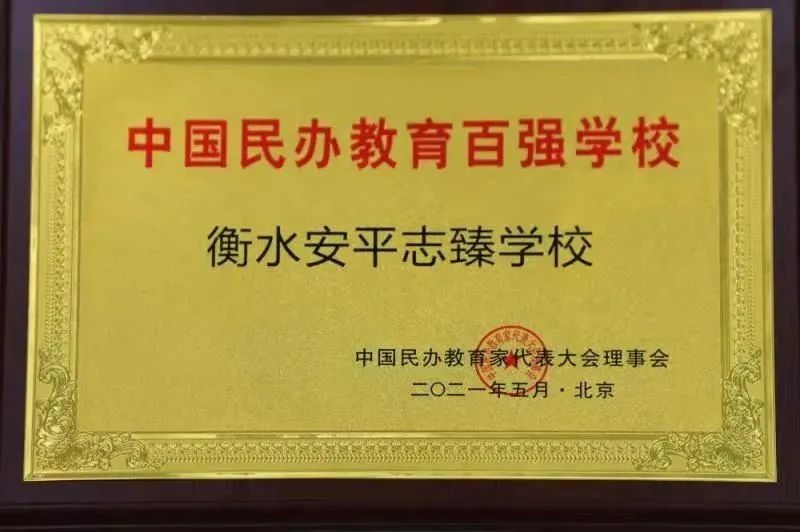 中国民办教育百强学校
衡水安平志臻学校
中国民办教育家代表大会理事会
二〇二一年五月·北京